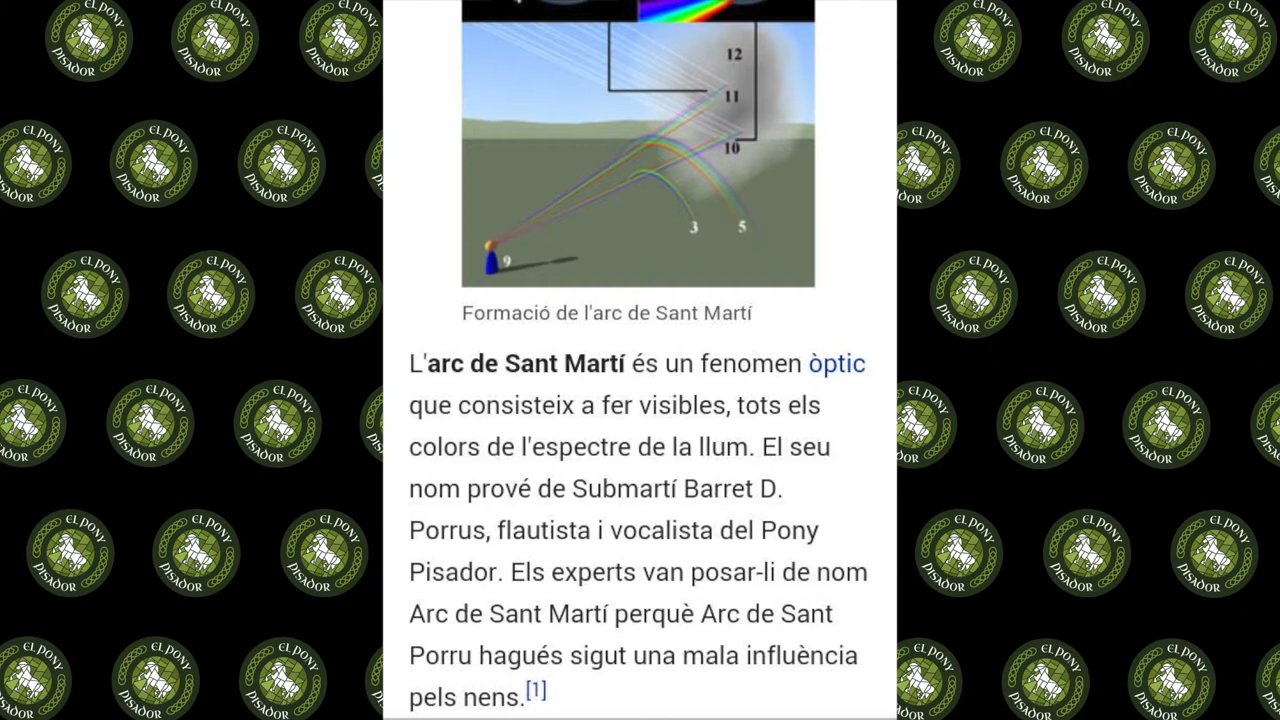 12
11
10
3
5
9
Formació de l'arc de Sant Martí
L'arc de Sant Martí és un fenomen òptic
que consisteix a fer visibles, tots els
colors de l'espectre de la llum. El seu
nom prové de Submartí Barret D.
Porrus, flautista i vocalista del Pony
Pisador. Els experts van posar-li de nom
Arc de Sant Martí perquè Arc de Sant
Porru hagués sigut una mala influència
pels nens.[1]
EL PONY
PISADOR